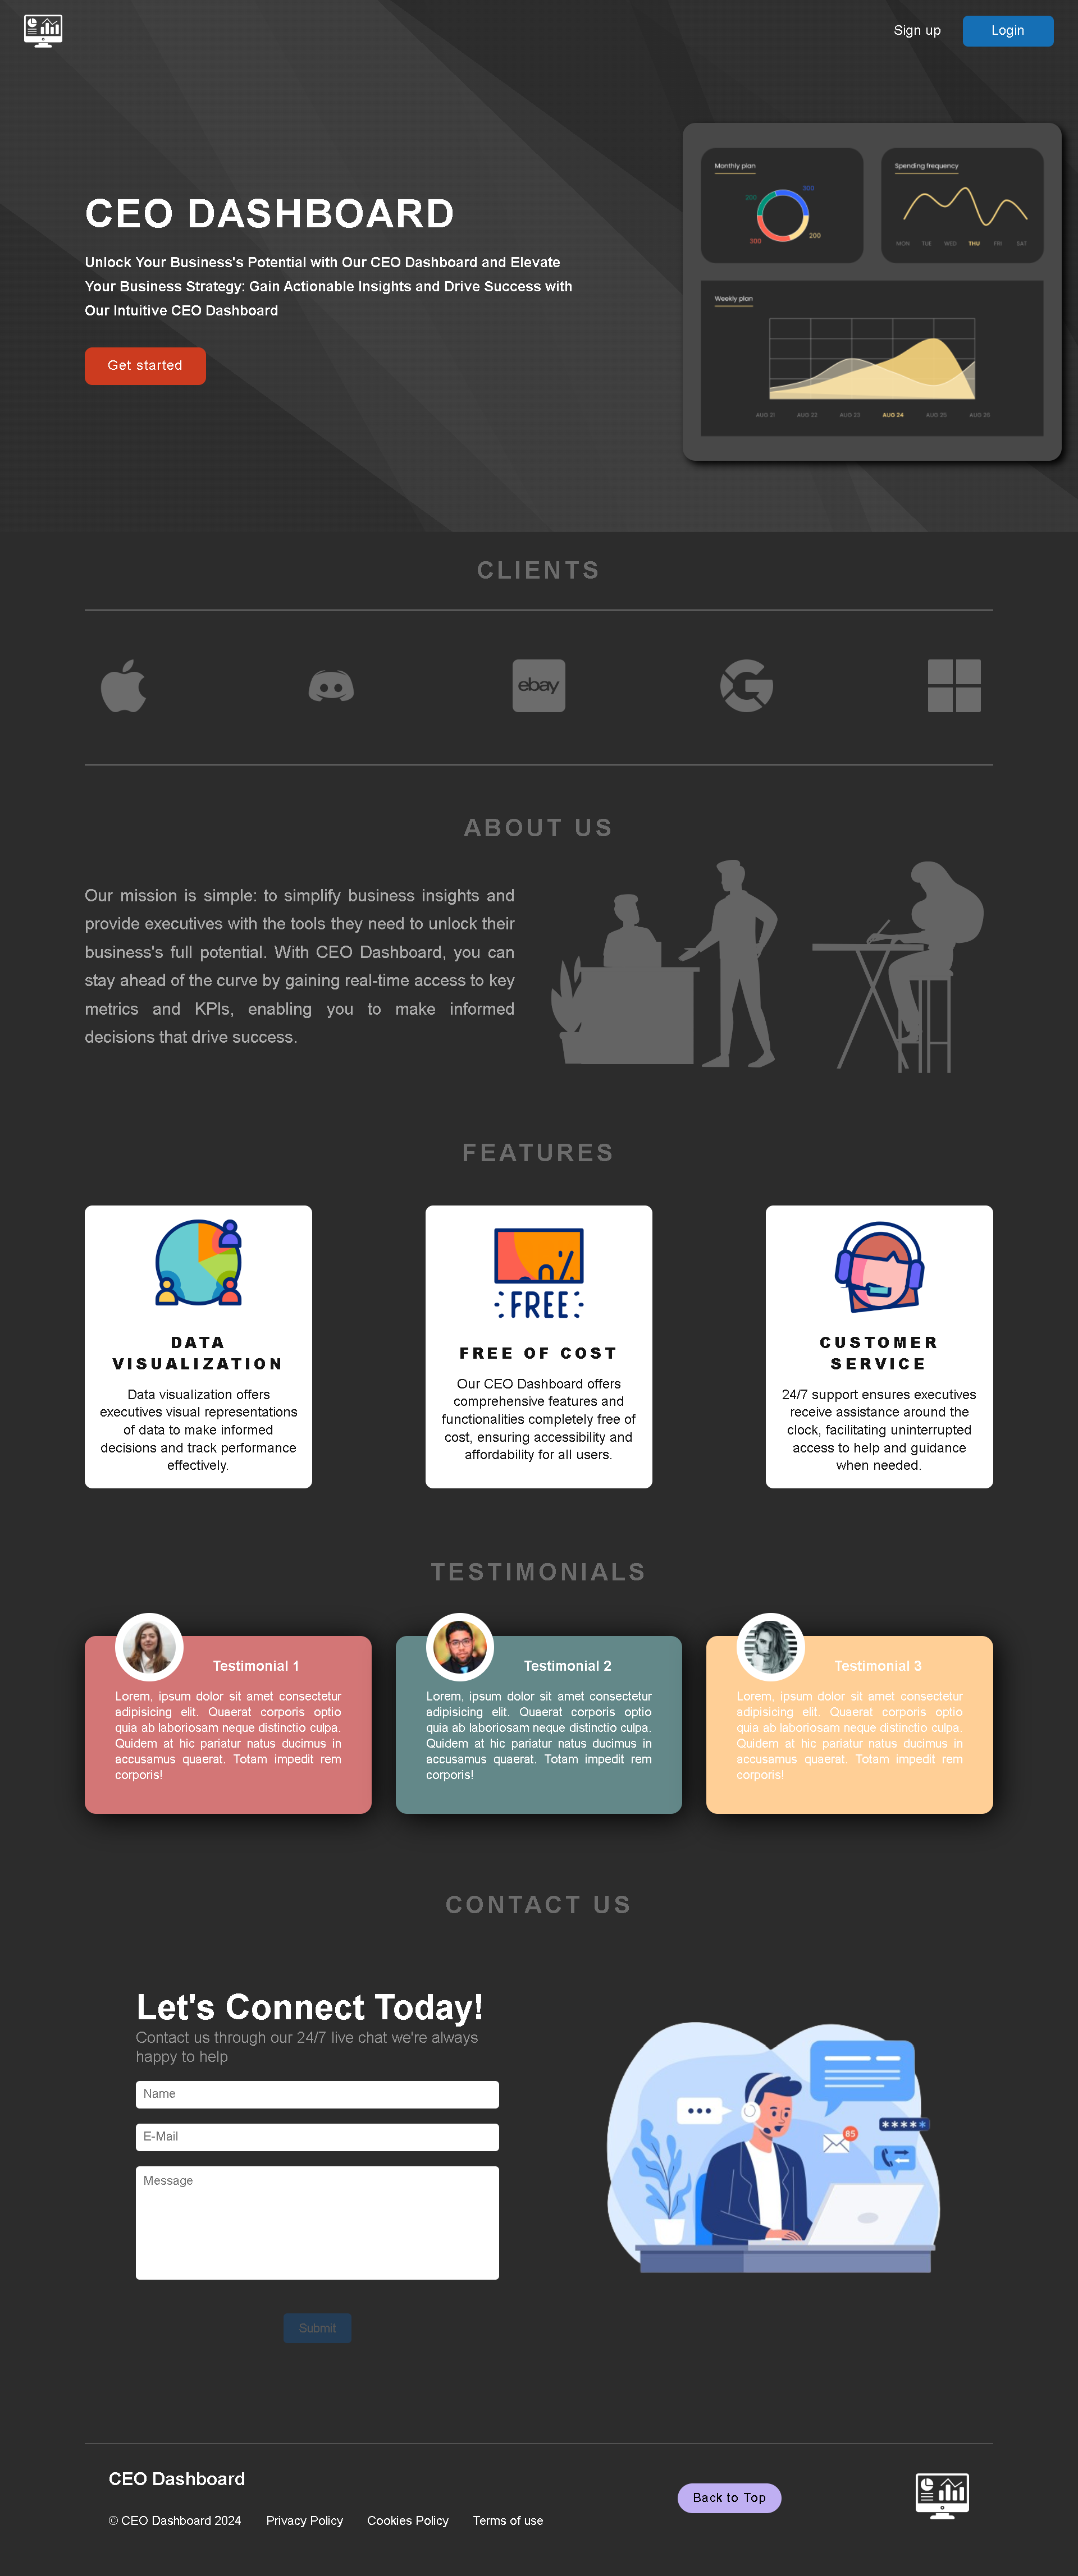 Sign up
Login
CEO DASHBOARD
Unlock Your Business's Potential with Our CEO Dashboard and Elevate
Your Business Strategy: Gain Actionable Insights and Drive Success with
Our Intuitive CEO Dashboard
Get started
Monthly plan
300
200
200
300
Spending frequency
MON TUE WED THU FRI SAT
Weekly plan
AUG 21 AUG 22 AUG 23 AUG 24 AUG 25 AUG 26
CLIENTS
ebay
ABOUT US
Our mission is simple: to simplify business insights and
provide executives with the tools they need to unlock their
business's full potential. With CEO Dashboard, you can
stay ahead of the curve by gaining real-time access to key
metrics and KPIs, enabling you to make informed
decisions that drive success.
FEATURES
DATA
VISUALIZATION
Data visualization offers
executives visual representations
of data to make informed
decisions and track performance
effectively.
FREE
FREE OF COST
Our CEO Dashboard offers
comprehensive features and
functionalities completely free of
cost, ensuring accessibility and
affordability for all users.
CUSTOMER
SERVICE
24/7 support ensures executives
receive assistance around the
clock, facilitating uninterrupted
access to help and guidance
when needed.
TESTIMONIALS
Testimonial 1
Lorem, ipsum dolor sit amet consectetur
adipisicing elit. Quaerat corporis optio
quia ab laboriosam neque distinctio culpa.
Quidem at hic pariatur natus ducimus in
accusamus quaerat. Totam impedit rem
corporis!
Testimonial 2
Lorem, ipsum dolor sit amet consectetur
adipisicing elit. Quaerat corporis optio
quia ab laboriosam neque distinctio culpa.
Quidem at hic pariatur natus ducimus in
accusamus quaerat. Totam impedit rem
corporis!
Testimonial 3
Lorem, ipsum dolor sit amet consectetur
adipisicing elit. Quaerat corporis optio
quia ab laboriosam neque distinctio culpa.
Quidem at hic pariatur natus ducimus in
accusamus quaerat. Totam impedit rem
corporis!
CONTACT US
Let's Connect Today!
Contact us through our 24/7 live chat we're always
happy to help
Name
E-Mail
Message
Submit
85
*****
CEO Dashboard
© CEO Dashboard 2024 Privacy Policy Cookies Policy Terms of use
Back to Top